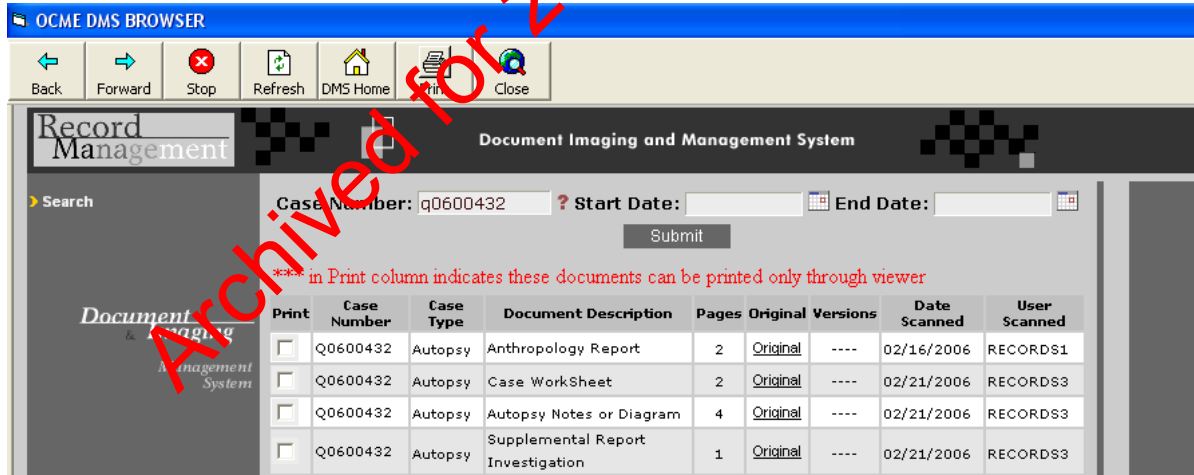 OCME DMS BROWSER
Back Forward Stop Refresh DMS Home Print Close
Record
Management
Document Imaging and Management System
Search
Case Number: q0600432 ? Start Date: End Date:
Submit
*** in Print column indicates these documents can be printed only through viewer
Document
& Imaging
Management
System
Print Case Number Case Type Document Description Pages Original Versions Date Scanned User Scanned
Q0600432 Autopsy Anthropology Report 2 Original ---- 02/16/2006 RECORDS1
Q0600432 Autopsy Case WorkSheet 2 Original ---- 02/21/2006 RECORDS3
Q0600432 Autopsy Autopsy Notes or Diagram 4 Original ---- 02/21/2006 RECORDS3
Q0600432 Autopsy Supplemental Report Investigation 1 Original ---- 02/21/2006 RECORDS3
Archived for 2